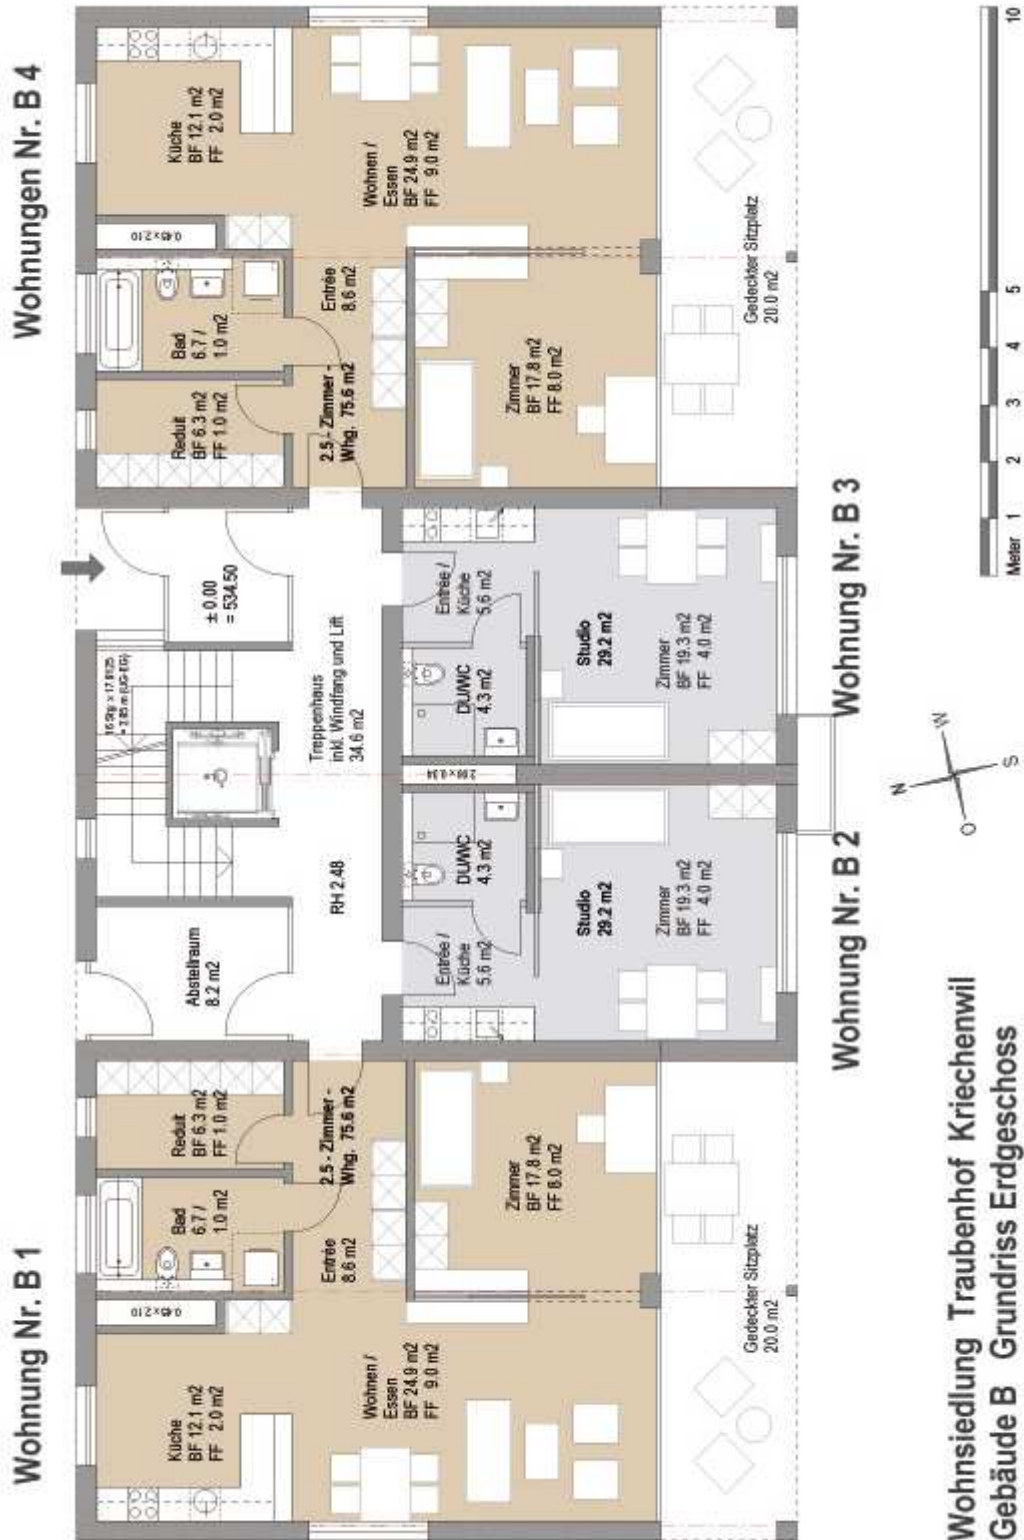 Wohnung Nr. B 1
Wohnungen Nr. B 4
Küche
BF 12.1 m2
FF 2.0 m2
0.45 x 2.10
Bad
6.7 /
1.0 m2
Reduit
BF 6.3 m2
FF 1.0 m2
Entrée
8.6 m2
2.5 - Zimmer -
Whg. 75.6 m2
Wohnen /
Essen
BF 24.9 m2
FF 9.0 m2
Zimmer
BF 17.8 m2
FF 8.0 m2
Gedeckter Sitzplatz
20.0 m2
Abstellraum
8.2 m2
RH 2.48
Treppenhaus
inkl. Windfang und Lift
34.6 m2
± 0.00
= 534.50
Entrée /
Küche
5.6 m2
DU/WC
4.3 m2
Studio
29.2 m2
Zimmer
BF 19.3 m2
FF 4.0 m2
Entrée /
Küche
5.6 m2
DU/WC
4.3 m2
Studio
29.2 m2
Zimmer
BF 19.3 m2
FF 4.0 m2
Reduit
BF 6.3 m2
FF 1.0 m2
Bad
6.7 /
1.0 m2
0.45 x 2.10
Küche
BF 12.1 m2
FF 2.0 m2
2.5 - Zimmer -
Whg. 75.6 m2
Entrée
8.6 m2
Wohnen /
Essen
BF 24.9 m2
FF 9.0 m2
Zimmer
BF 17.8 m2
FF 8.0 m2
Gedeckter Sitzplatz
20.0 m2
Wohnung Nr. B 2
Wohnung Nr. B 3
N
O
W
S
Wohnsiedlung Traubenhof Kriechenwil
Gebäude B Grundriss Erdgeschoss
Meter 1 2 3 4 5 10